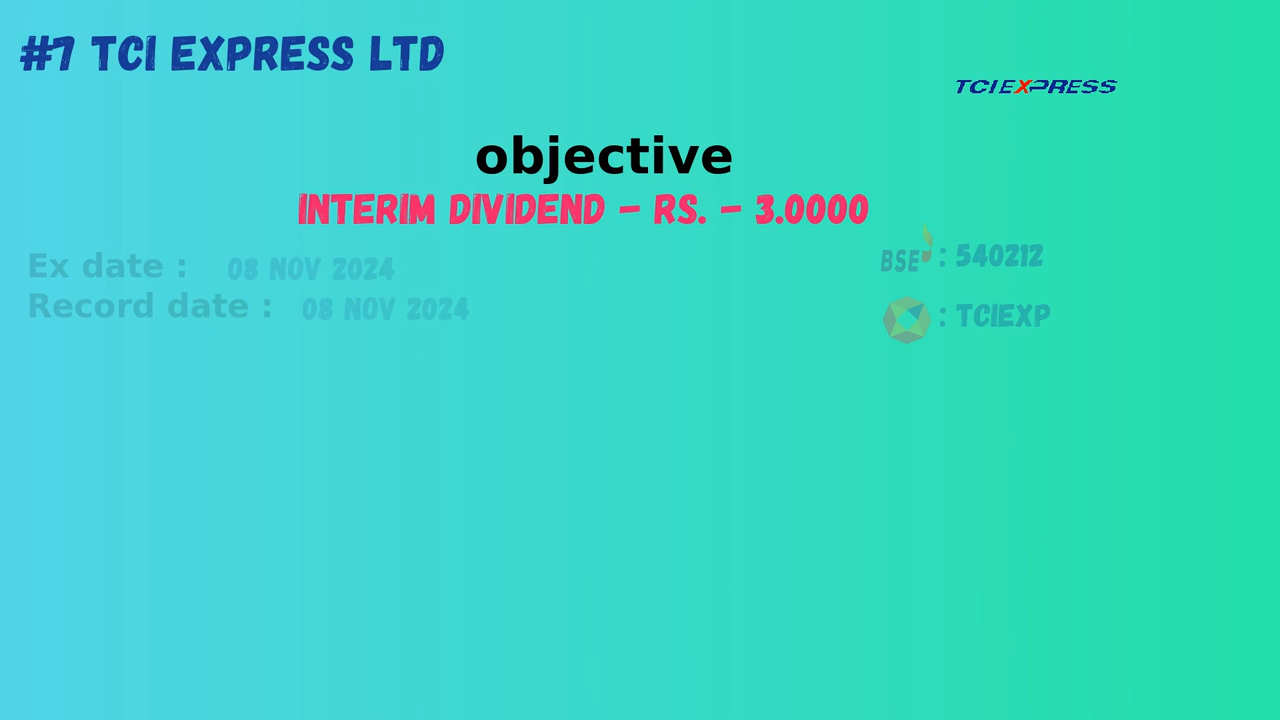 #7 TCI EXPRESS LTD
TCIEXPRESS
objective
INTERIM DIVIDEND - RS. - 3.0000
Ex date : 08 NOV 2024
Record date : 08 NOV 2024
BSE : 540212
: TCIEXP